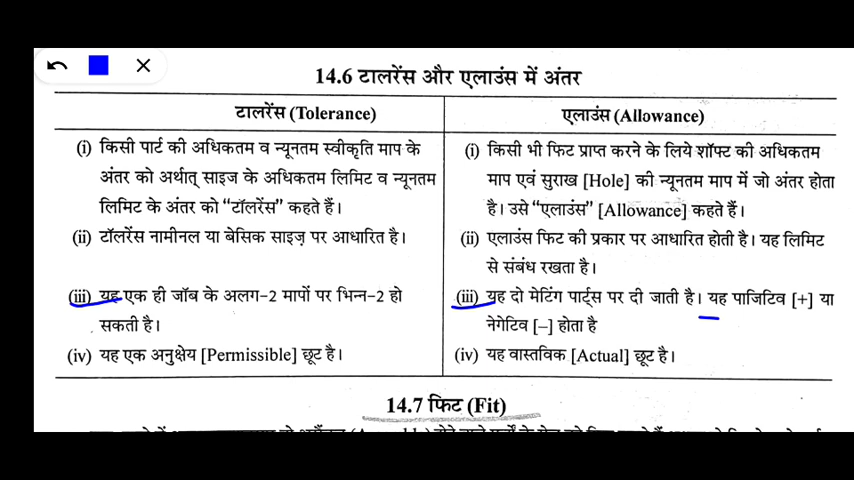 14.6 टालरेंस और एलाउंस में अंतर
टालरेंस (Tolerance)
(i) किसी पार्ट की अधिकतम व न्यूनतम स्वीकृति माप के
अंतर को अर्थात् साइज के अधिकतम लिमिट व न्यूनतम
लिमिट के अंतर को “टॉलरेंस” कहते हैं।
(ii) टॉलरेंस नामीनल या बेसिक साइज़ पर आधारित है।
(iii) यह एक ही जॉब के अलग-2 मापों पर भिन्न-2 हो
सकती है।
(iv) यह एक अनुक्षेय [Permissible] छूट है।
एलाउंस (Allowance)
(i) किसी भी फिट प्राप्त करने के लिये शॉफ्ट की अधिकतम
माप एवं सुराख [Hole] की न्यूनतम माप में जो अंतर होता
है। उसे “एलाउंस” [Allowance] कहते हैं।
(ii) एलाउंस फिट की प्रकार पर आधारित होती है। यह लिमिट
से संबंध रखता है।
(iii) यह दो मेटिंग पार्ट्स पर दी जाती है। यह पाजिटिव [+] या
नेगेटिव [–] होता है
(iv) यह वास्तविक [Actual] छूट है।
14.7 फिट (Fit)